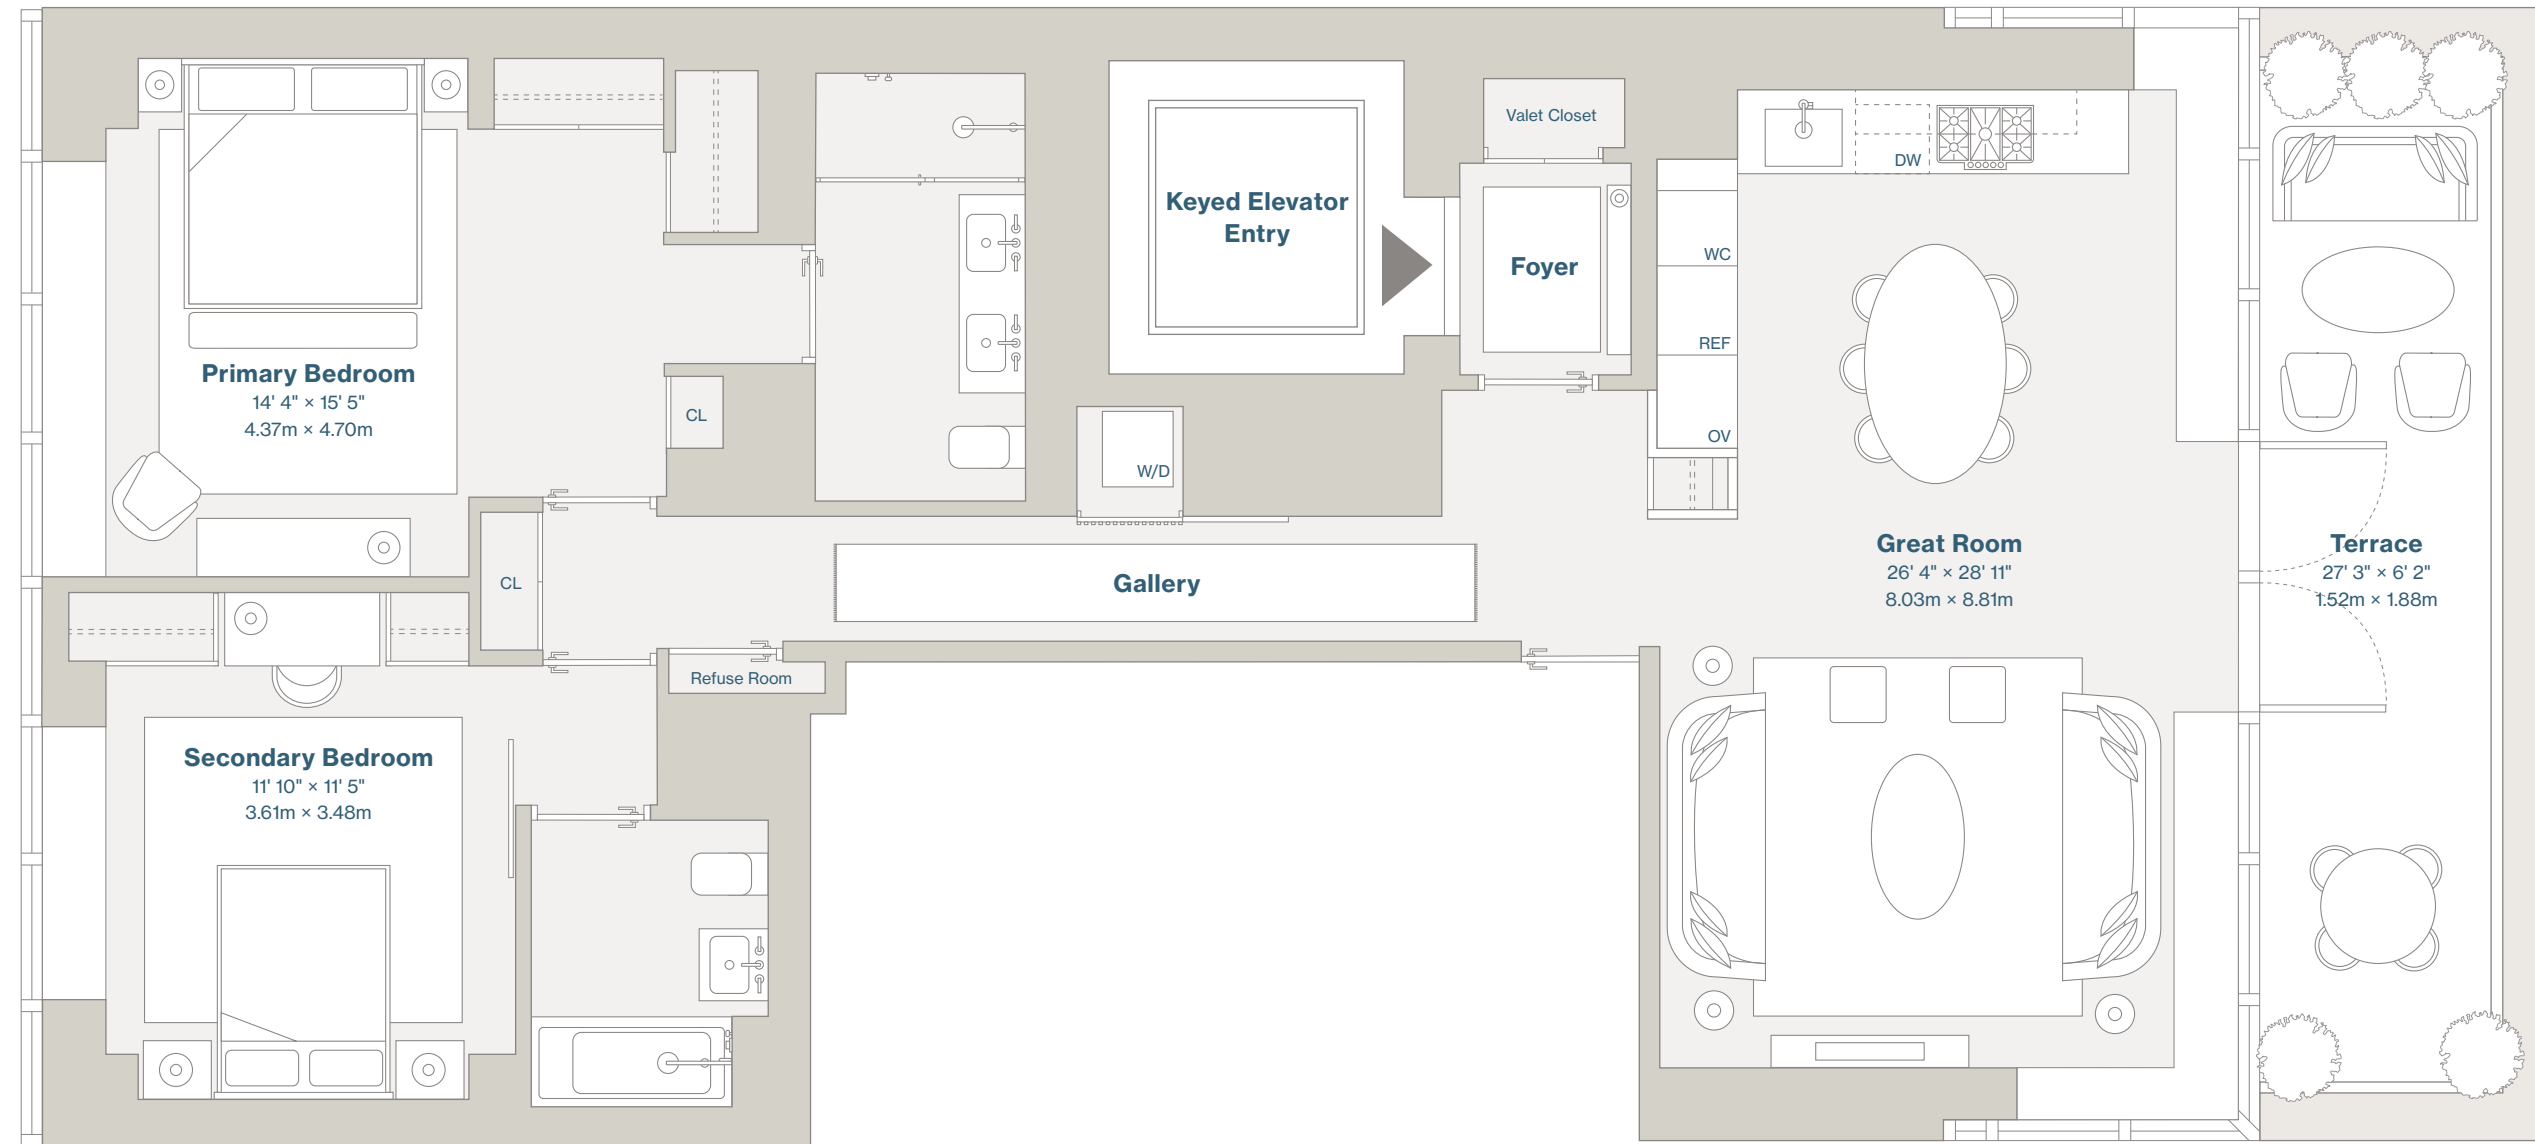 Valet Closet
DW
Keyed Elevator
Entry
Foyer
WC
REF
OV
Primary Bedroom
14' 4" × 15' 5"
4.37m × 4.70m
CL
W/D
CL
Gallery
Great Room
26' 4" × 28' 11"
8.03m × 8.81m
Terrace
27' 3" × 6' 2"
1.52m × 1.88m
Refuse Room
Secondary Bedroom
11' 10" × 11' 5"
3.61m × 3.48m